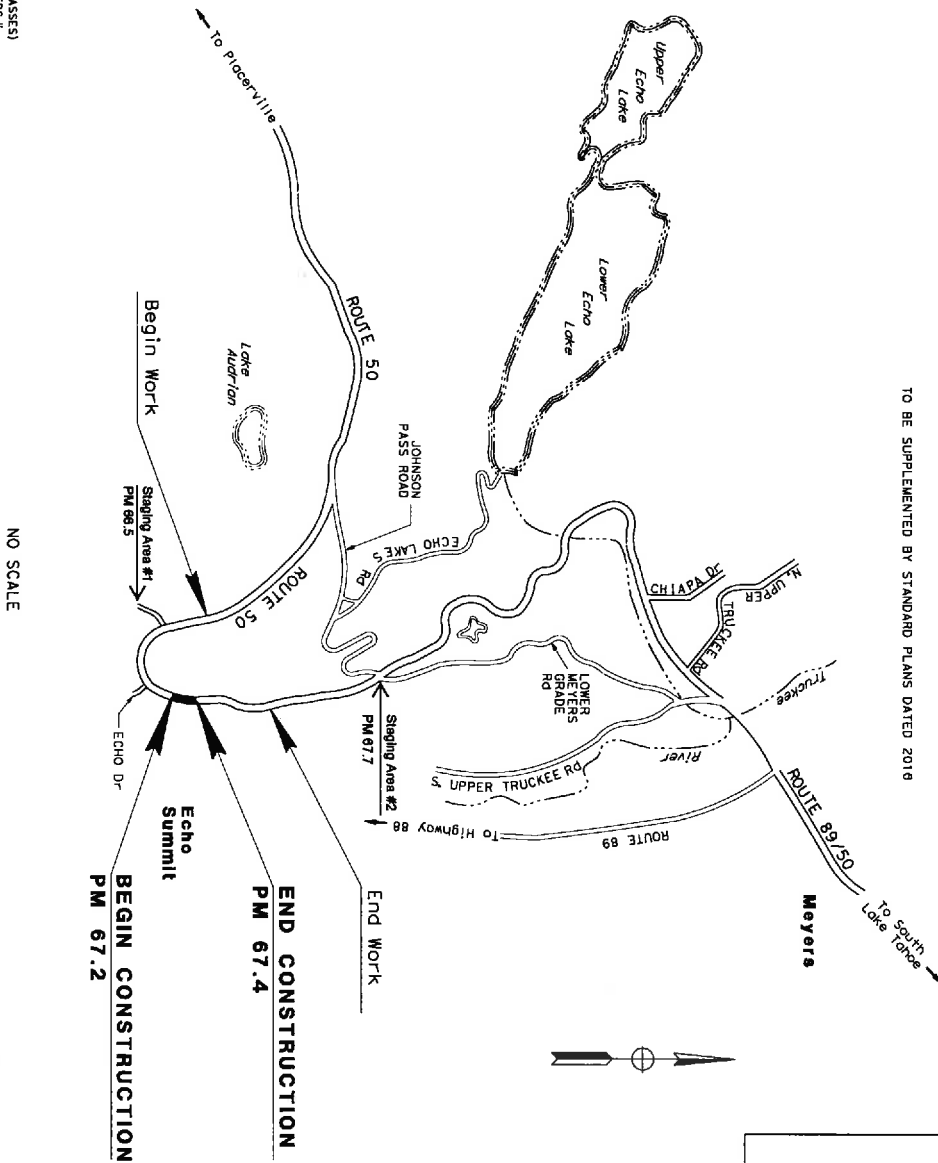 TO BE SUPPLEMENTED BY STANDARD PLANS DATED 2016
To Placerville
Upper
Echo
Lake
Lower
Echo
Lake
ROUTE 50
Lake
Audrian
JOHNSON
PASS ROAD
ECHO LAKES
Rd
ROUTE 50
Begin Work
Staging Area #1
PM 66.5
ECHO Dr
CHIAPA Dr
N. UPPER
TRUCKEE Rd
Truckee
River
LOWER
MEYERS
GRADE
Rd
S. UPPER TRUCKEE Rd
Staging Area #2
PM 67.7
To Highway 88
ROUTE 89
ROUTE 89/50
To South
Lake Tahoe
Meyers
End Work
Echo
Summit
END CONSTRUCTION
PM 67.4
BEGIN CONSTRUCTION
PM 67.2
NO SCALE
ASSES)